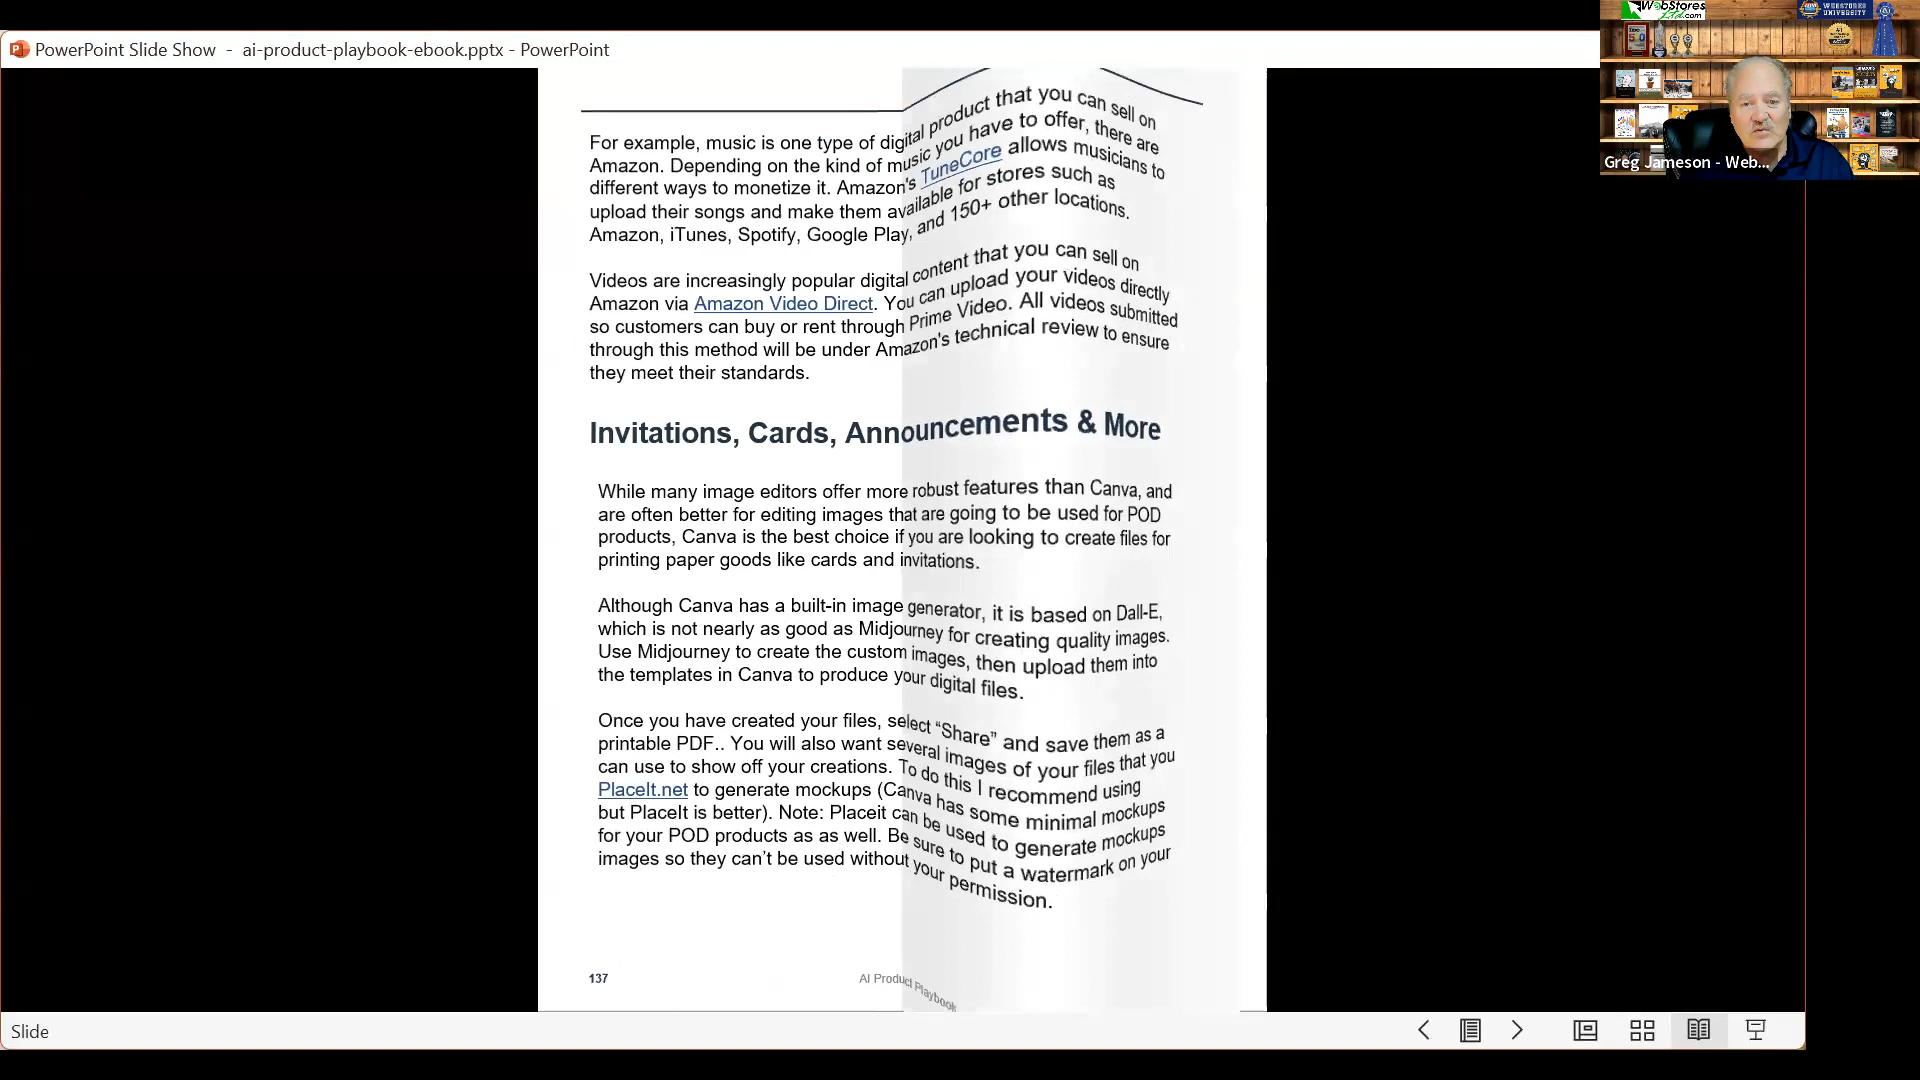 PowerPoint Slide Show - ai-product-playbook-ebook.pptx - PowerPoint
WebStores
Ltd.com
WEBSTORES
UNIVERSITY
Greg Jameson - Web...
For example, music is one type of digital product that you can sell on
Amazon. Depending on the kind of music you have to offer, there are
different ways to monetize it. Amazon's TuneCore allows musicians to
upload their songs and make them available for stores such as
Amazon, iTunes, Spotify, Google Play, and 150+ other locations.
Videos are increasingly popular digital content that you can sell on
Amazon via Amazon Video Direct. You can upload your videos directly
so customers can buy or rent through Prime Video. All videos submitted
through this method will be under Amazon's technical review to ensure
they meet their standards.
Invitations, Cards, Announcements & More
While many image editors offer more robust features than Canva, and
are often better for editing images that are going to be used for POD
products, Canva is the best choice if you are looking to create files for
printing paper goods like cards and invitations.
Although Canva has a built-in image generator, it is based on Dall-E,
which is not nearly as good as Midjourney for creating quality images.
Use Midjourney to create the custom images, then upload them into
the templates in Canva to produce your digital files.
Once you have created your files, select “Share” and save them as a
printable PDF.. You will also want several images of your files that you
can use to show off your creations. To do this I recommend using
PlaceIt.net to generate mockups (Canva has some minimal mockups
but PlaceIt is better). Note: Placeit can be used to generate mockups
for your POD products as as well. Be sure to put a watermark on your
images so they can’t be used without your permission.
137
AI Product Playbook
Slide